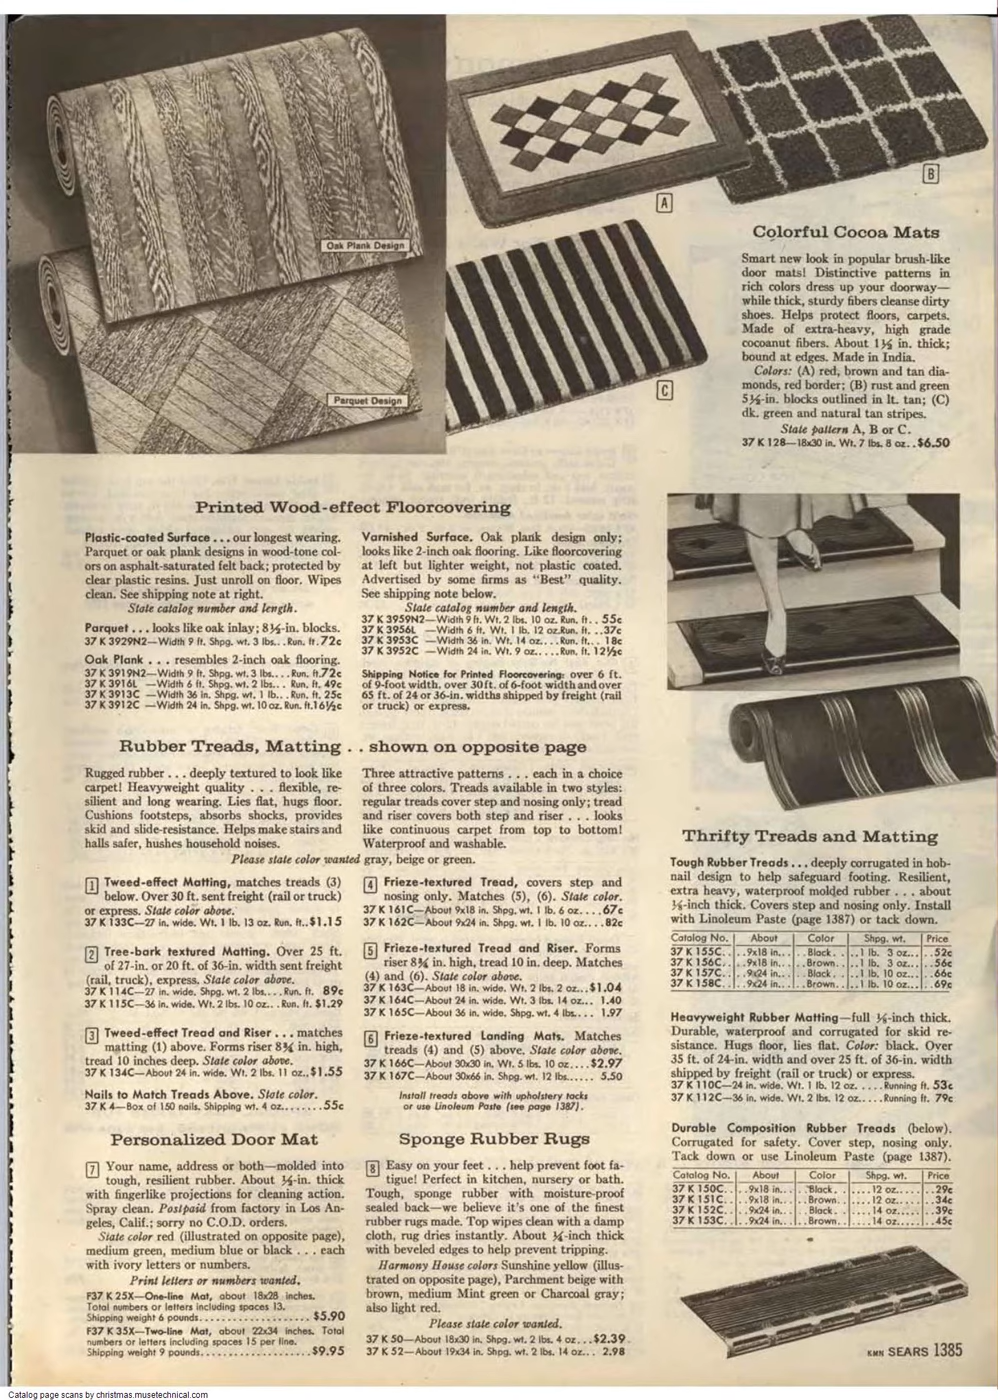 Oak Plank Design
Parquet Design
A
B
C
Colorful Cocoa Mats
Smart new look in popular brush-like
door mats! Distinctive patterns in
rich colors dress up your doorway—
while thick, sturdy fibers cleanse dirty
shoes. Helps protect floors, carpets.
Made of extra-heavy, high grade
cocoanut fibers. About 1½ in. thick;
bound at edges. Made in India.
Colors: (A) red, brown and tan dia-
monds, red border; (B) rust and green
5½-in. blocks outlined in lt. tan; (C)
dk. green and natural tan stripes.
State pattern A, B or C.
37 K 128—18x30 in. Wt. 7 lbs. 8 oz..$6.50
Printed Wood-effect Floorcovering
Plastic-coated Surface ... our longest wearing.
Parquet or oak plank designs in wood-tone col-
ors on asphalt-saturated felt back; protected by
clear plastic resins. Just unroll on floor. Wipes
clean. See shipping note at right.
State catalog number and length.
Parquet ... looks like oak inlay; 8½-in. blocks.
37 K 3929N2—Width 9 ft. Shpg. wt. 3 lbs...Run. ft. 72c
Oak Plank . . . resembles 2-inch oak flooring.
37 K 3919N2—Width 9 ft. Shpg. wt. 3 lbs....Run. ft.72c
37 K 3916L —Width 6 ft. Shpg. wt. 2 lbs... Run. ft. 49c
37 K 3913C —Width 36 in. Shpg. wt. 1 lb... Run. ft. 25c
37 K 3912C —Width 24 in. Shpg. wt. 10 oz. Run. ft.16½c
Varnished Surface. Oak plank design only;
looks like 2-inch oak flooring. Like floorcovering
at left but lighter weight, not plastic coated.
Advertised by some firms as "Best" quality.
See shipping note below.
State catalog number and length.
37 K 3959N2—Width 9 ft. Wt. 2 lbs. 10 oz. Run. ft.. 55c
37 K 3956L —Width 6 ft. Wt. 1 lb. 12 oz.Run. ft...37c
37 K 3953C —Width 36 in. Wt. 14 oz....Run. ft... 18c
37 K 3952C —Width 24 in. Wt. 9 oz.....Run. ft. 12½c
Shipping Notice for Printed Floorcovering: over 6 ft.
of 9-foot width, over 30 ft. of 6-foot width and over
65 ft. of 24 or 36-in. widths shipped by freight (rail
or truck) or express.
Rubber Treads, Matting . . shown on opposite page
Rugged rubber . . . deeply textured to look like
carpet! Heavyweight quality . . . flexible, re-
silient and long wearing. Lies flat, hugs floor.
Cushions footsteps, absorbs shocks, provides
skid and slide-resistance. Helps make stairs and
halls safer, hushes household noises.
Three attractive patterns . . . each in a choice
of three colors. Treads available in two styles:
regular treads cover step and nosing only; tread
and riser covers both step and riser . . . looks
like continuous carpet from top to bottom!
Waterproof and washable.
Please state color wanted gray, beige or green.
1 Tweed-effect Matting, matches treads (3)
below. Over 30 ft. sent freight (rail or truck)
or express. State color above.
37 K 133C—27 in. wide. Wt. 1 lb. 13 oz. Run. ft..$1.15
2 Tree-bark textured Matting. Over 25 ft.
of 27-in. or 20 ft. of 36-in. width sent freight
(rail, truck), express. State color above.
37 K 114C—27 in. wide. Shpg. wt. 2 lbs....Run. ft. 89c
37 K 115C—36 in. wide. Wt. 2 lbs. 10 oz... Run. ft. $1.29
3 Tweed-effect Tread and Riser . . . matches
matting (1) above. Forms riser 8¾ in. high,
tread 10 inches deep. State color above.
37 K 134C—About 24 in. wide. Wt. 2 lbs. 11 oz..$1.55
Nails to Match Treads Above. State color.
37 K 4—Box of 150 nails. Shipping wt. 4 oz........55c
4 Frieze-textured Tread, covers step and
nosing only. Matches (5), (6). State color.
37 K 161C—About 9x18 in. Shpg. wt. 1 lb. 6 oz....67c
37 K 162C—About 9x24 in. Shpg. wt. 1 lb. 10 oz....82c
5 Frieze-textured Tread and Riser. Forms
riser 8¾ in. high, tread 10 in. deep. Matches
(4) and (6). State color above.
37 K 163C—About 18 in. wide. Wt. 2 lbs. 2 oz...$1.04
37 K 164C—About 24 in. wide. Wt. 3 lbs. 14 oz... 1.40
37 K 165C—About 36 in. wide. Shpg. wt. 4 lbs.... 1.97
6 Frieze-textured Landing Mats. Matches
treads (4) and (5) above. State color above.
37 K 166C—About 30x30 in. Wt. 5 lbs. 10 oz....$2.97
37 K 167C—About 30x66 in. Shpg. wt. 12 lbs...... 5.50
Install treads above with upholstery tacks
or use Linoleum Paste (see page 1387).
Personalized Door Mat
7 Your name, address or both—molded into
tough, resilient rubber. About ½-in. thick
with fingerlike projections for cleaning action.
Spray clean. Postpaid from factory in Los An-
geles, Calif.; sorry no C.O.D. orders.
State color red (illustrated on opposite page),
medium green, medium blue or black . . . each
with ivory letters or numbers.
Print letters or numbers wanted.
F37 K 25X—One-line Mat, about 18x28 inches.
Total numbers or letters including spaces 13.
Shipping weight 6 pounds.................... $5.90
F37 K 35X—Two-line Mat, about 22x34 inches. Total
numbers or letters including spaces 15 per line.
Shipping weight 9 pounds....................$9.95
Sponge Rubber Rugs
8 Easy on your feet . . . help prevent foot fa-
tigue! Perfect in kitchen, nursery or bath.
Tough, sponge rubber with moisture-proof
sealed back—we believe it's one of the finest
rubber rugs made. Top wipes clean with a damp
cloth, rug dries instantly. About ¼-inch thick
with beveled edges to help prevent tripping.
Harmony House colors Sunshine yellow (illus-
trated on opposite page), Parchment beige with
brown, medium Mint green or Charcoal gray;
also light red.
Please state color wanted.
37 K 50—About 18x30 in. Shpg. wt. 2 lbs. 4 oz...$2.39
37 K 52—About 19x34 in. Shpg. wt. 2 lbs. 14 oz... 2.98
Thrifty Treads and Matting
Tough Rubber Treads ... deeply corrugated in hob-
nail design to help safeguard footing. Resilient,
extra heavy, waterproof molded rubber . . . about
⅛-inch thick. Covers step and nosing only. Install
with Linoleum Paste (page 1387) or tack down.
Catalog No. About Color Shpg. wt. Price
37 K 155C.. ..9x18 in... .Black. . ..1 lb. 3 oz... ..52c
37 K 156C.. ..9x18 in... .Brown. . ..1 lb. 3 oz... ..56c
37 K 157C.. ..9x24 in... .Black. . ..1 lb. 10 oz... ..66c
37 K 158C.. ..9x24 in... .Brown. . ..1 lb. 10 oz... ..69c
Heavyweight Rubber Matting—full ⅛-inch thick.
Durable, waterproof and corrugated for skid re-
sistance. Hugs floor, lies flat. Color: black. Over
35 ft. of 24-in. width and over 25 ft. of 36-in. width
shipped by freight (rail or truck) or express.
37 K 110C—24 in. wide. Wt. 1 lb. 12 oz. ....Running ft. 53c
37 K 112C—36 in. wide. Wt. 2 lbs. 12 oz.....Running ft. 79c
Durable Composition Rubber Treads (below).
Corrugated for safety. Cover step, nosing only.
Tack down or use Linoleum Paste (page 1387).
Catalog No. About Color Shpg. wt. Price
37 K 150C.. ..9x18 in... .Black. . ....12 oz..... ..29c
37 K 151C.. ..9x18 in... .Brown. . ....12 oz..... ..34c
37 K 152C.. ..9x24 in... .Black. . ....14 oz..... ..39c
37 K 153C.. ..9x24 in... .Brown. . ....14 oz..... ..45c
KMN SEARS 1385
Catalog page scans by christmas.musetechnical.com